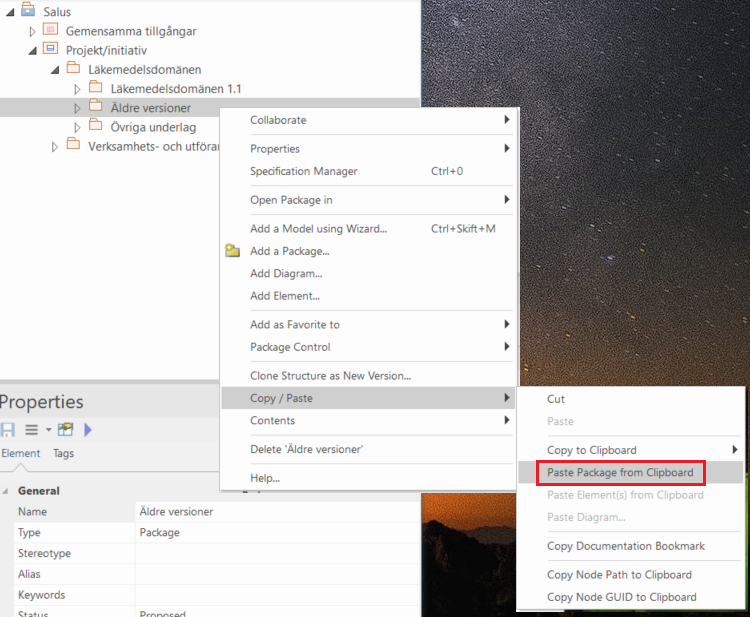 Salus
Gemensamma tillgångar
Projekt/initiativ
Läkemedelsdomänen
Läkemedelsdomänen 1.1
Äldre versioner
Övriga underlag
Verksamhets- och utföra
Collaborate
Properties
Specification Manager Ctrl+0
Open Package in
Add a Model using Wizard... Ctrl+Skift+M
Add a Package...
Add Diagram...
Add Element...
Add as Favorite to
Package Control
Clone Structure as New Version...
Copy / Paste
Contents
Delete 'Äldre versioner'
Help...
Cut
Paste
Copy to Clipboard
Paste Package from Clipboard
Paste Element(s) from Clipboard
Paste Diagram...
Copy Documentation Bookmark
Copy Node Path to Clipboard
Copy Node GUID to Clipboard
Properties
Element Tags
General
Name Äldre versioner
Type Package
Stereotype
Alias
Keywords
Status Proposed